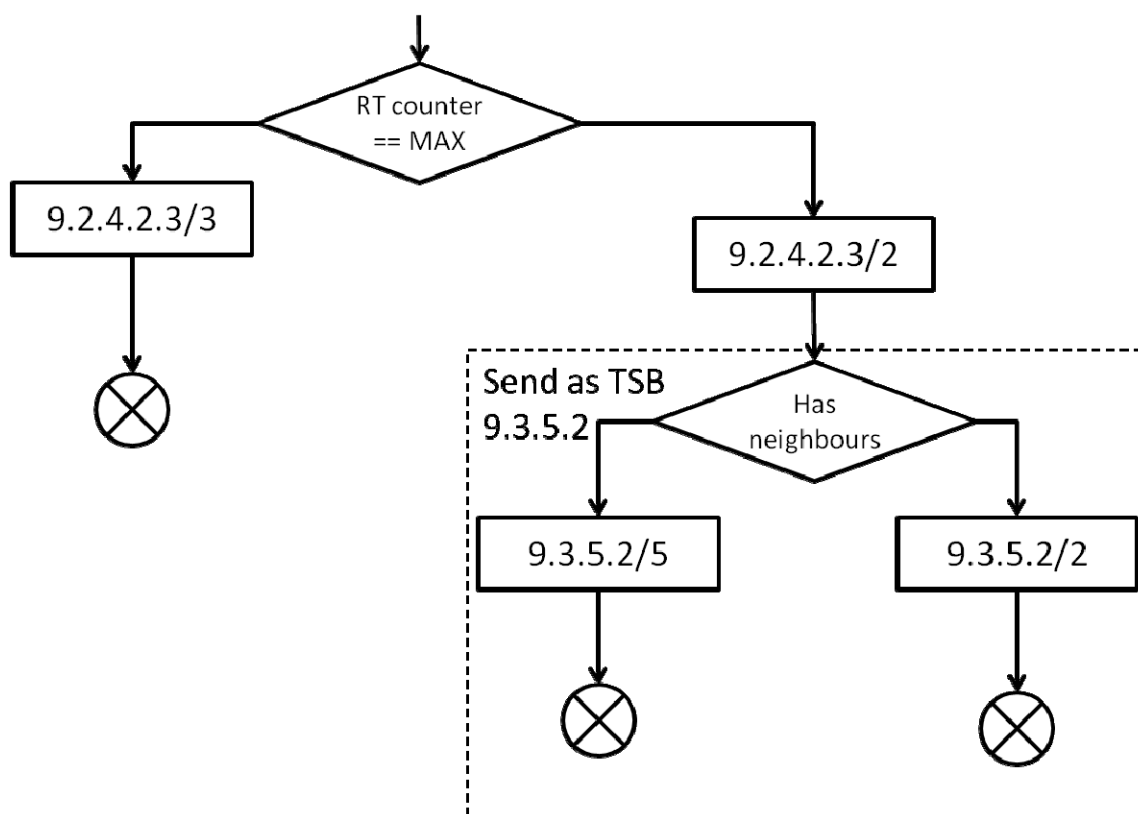 RT counter
== MAX
9.2.4.2.3/3
9.2.4.2.3/2
Send as TSB
9.3.5.2
Has
neighbours
9.3.5.2/5
9.3.5.2/2